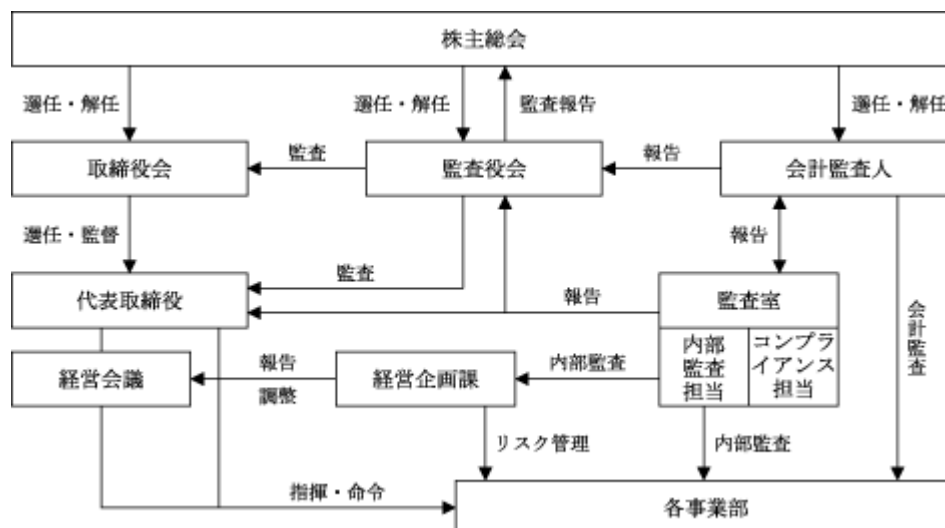 株主総会
選任・解任
選任・解任
監査報告
選任・解任
取締役会
監査
監査役会
報告
会計監査人
選任・監督
監査
報告
代表取締役
報告
監査室
会計監査
経営会議
報告
調整
経営企画課
内部監査
内部
監査
担当
コンプラ
イアンス
担当
リスク管理
内部監査
指揮・命令
各事業部